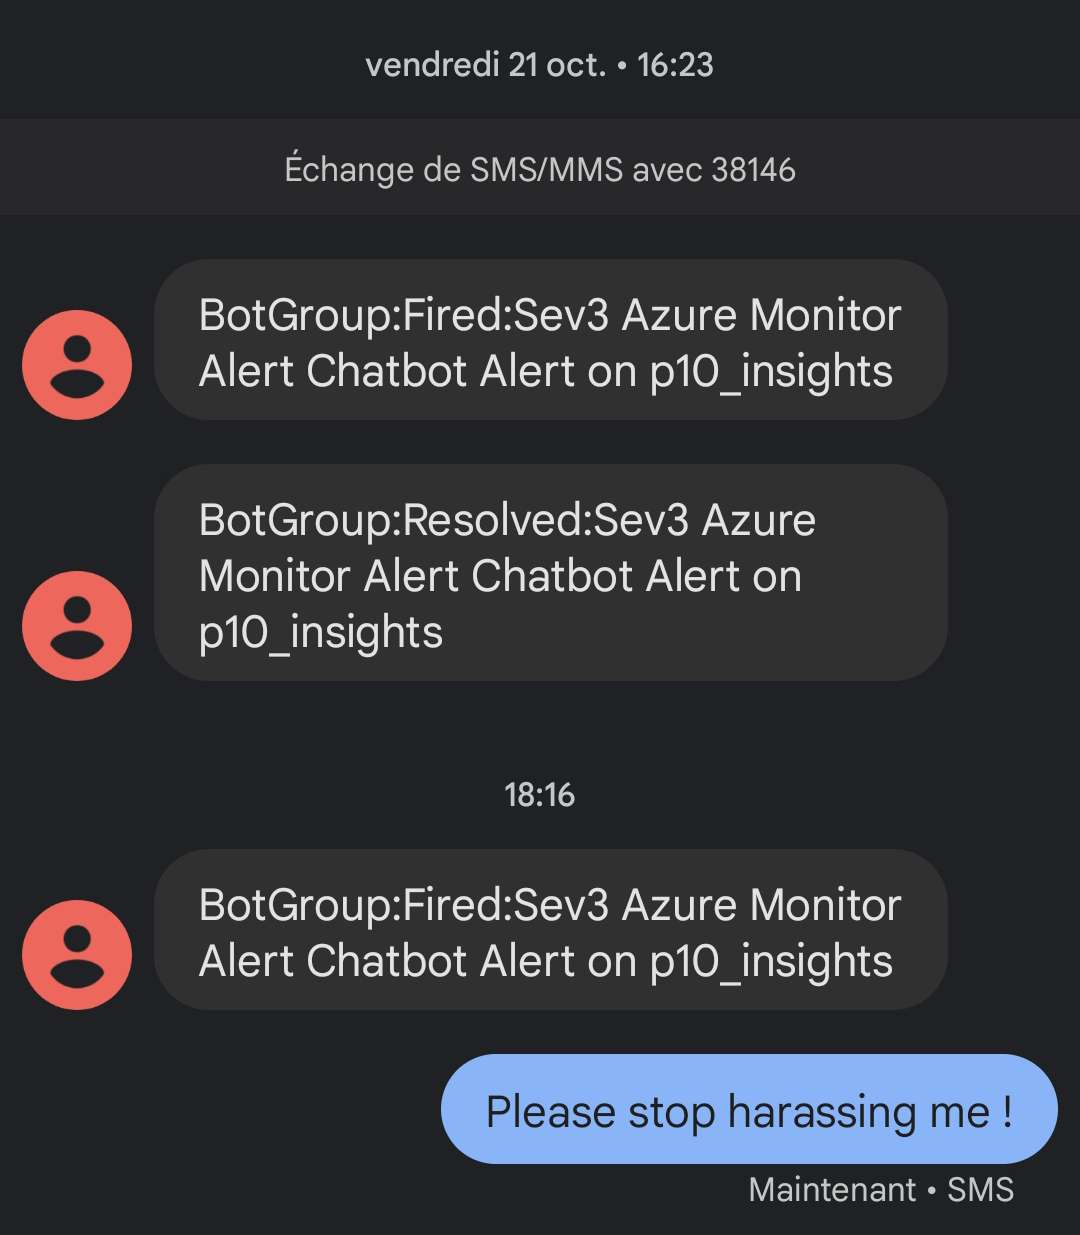 vendredi 21 oct. • 16:23
Échange de SMS/MMS avec 38146
BotGroup:Fired:Sev3 Azure Monitor
Alert Chatbot Alert on p10_insights
BotGroup:Resolved:Sev3 Azure
Monitor Alert Chatbot Alert on
p10_insights
18:16
BotGroup:Fired:Sev3 Azure Monitor
Alert Chatbot Alert on p10_insights
Please stop harassing me !
Maintenant • SMS